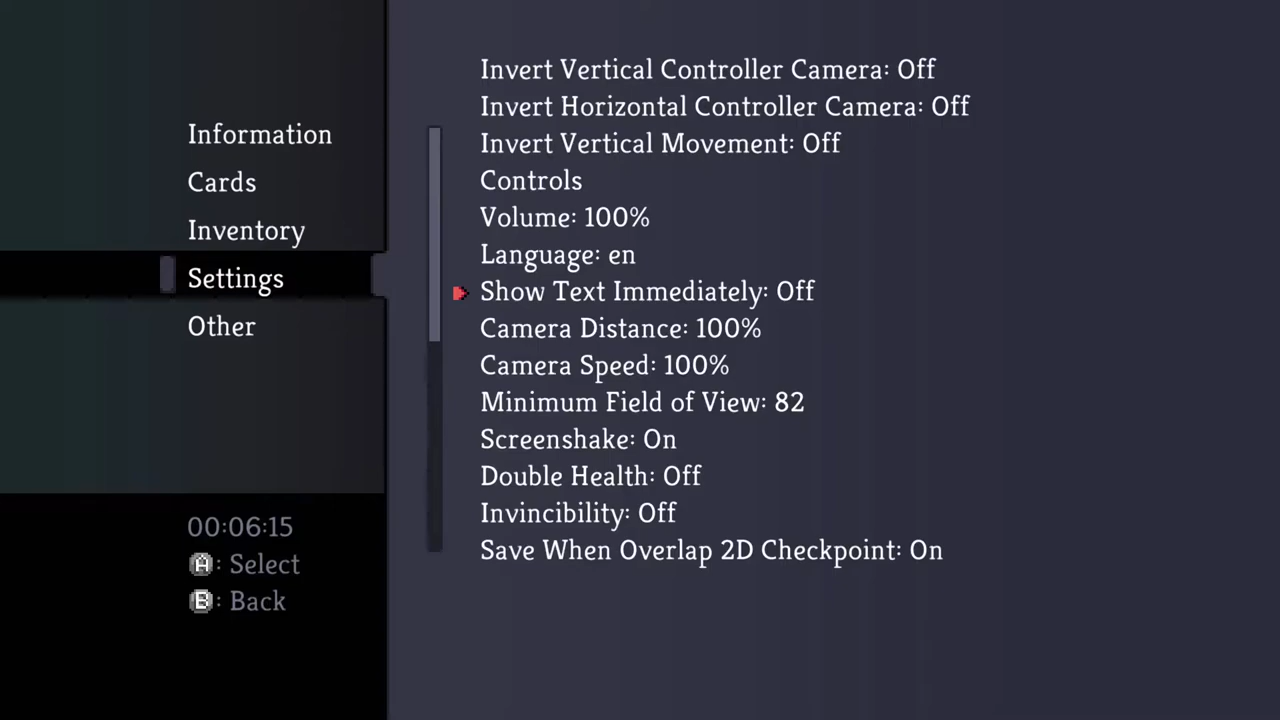 Information
Cards
Inventory
Settings
Other
00:06:15
A: Select
B: Back
Invert Vertical Controller Camera: Off
Invert Horizontal Controller Camera: Off
Invert Vertical Movement: Off
Controls
Volume: 100%
Language: en
Show Text Immediately: Off
Camera Distance: 100%
Camera Speed: 100%
Minimum Field of View: 82
Screenshake: On
Double Health: Off
Invincibility: Off
Save When Overlap 2D Checkpoint: On